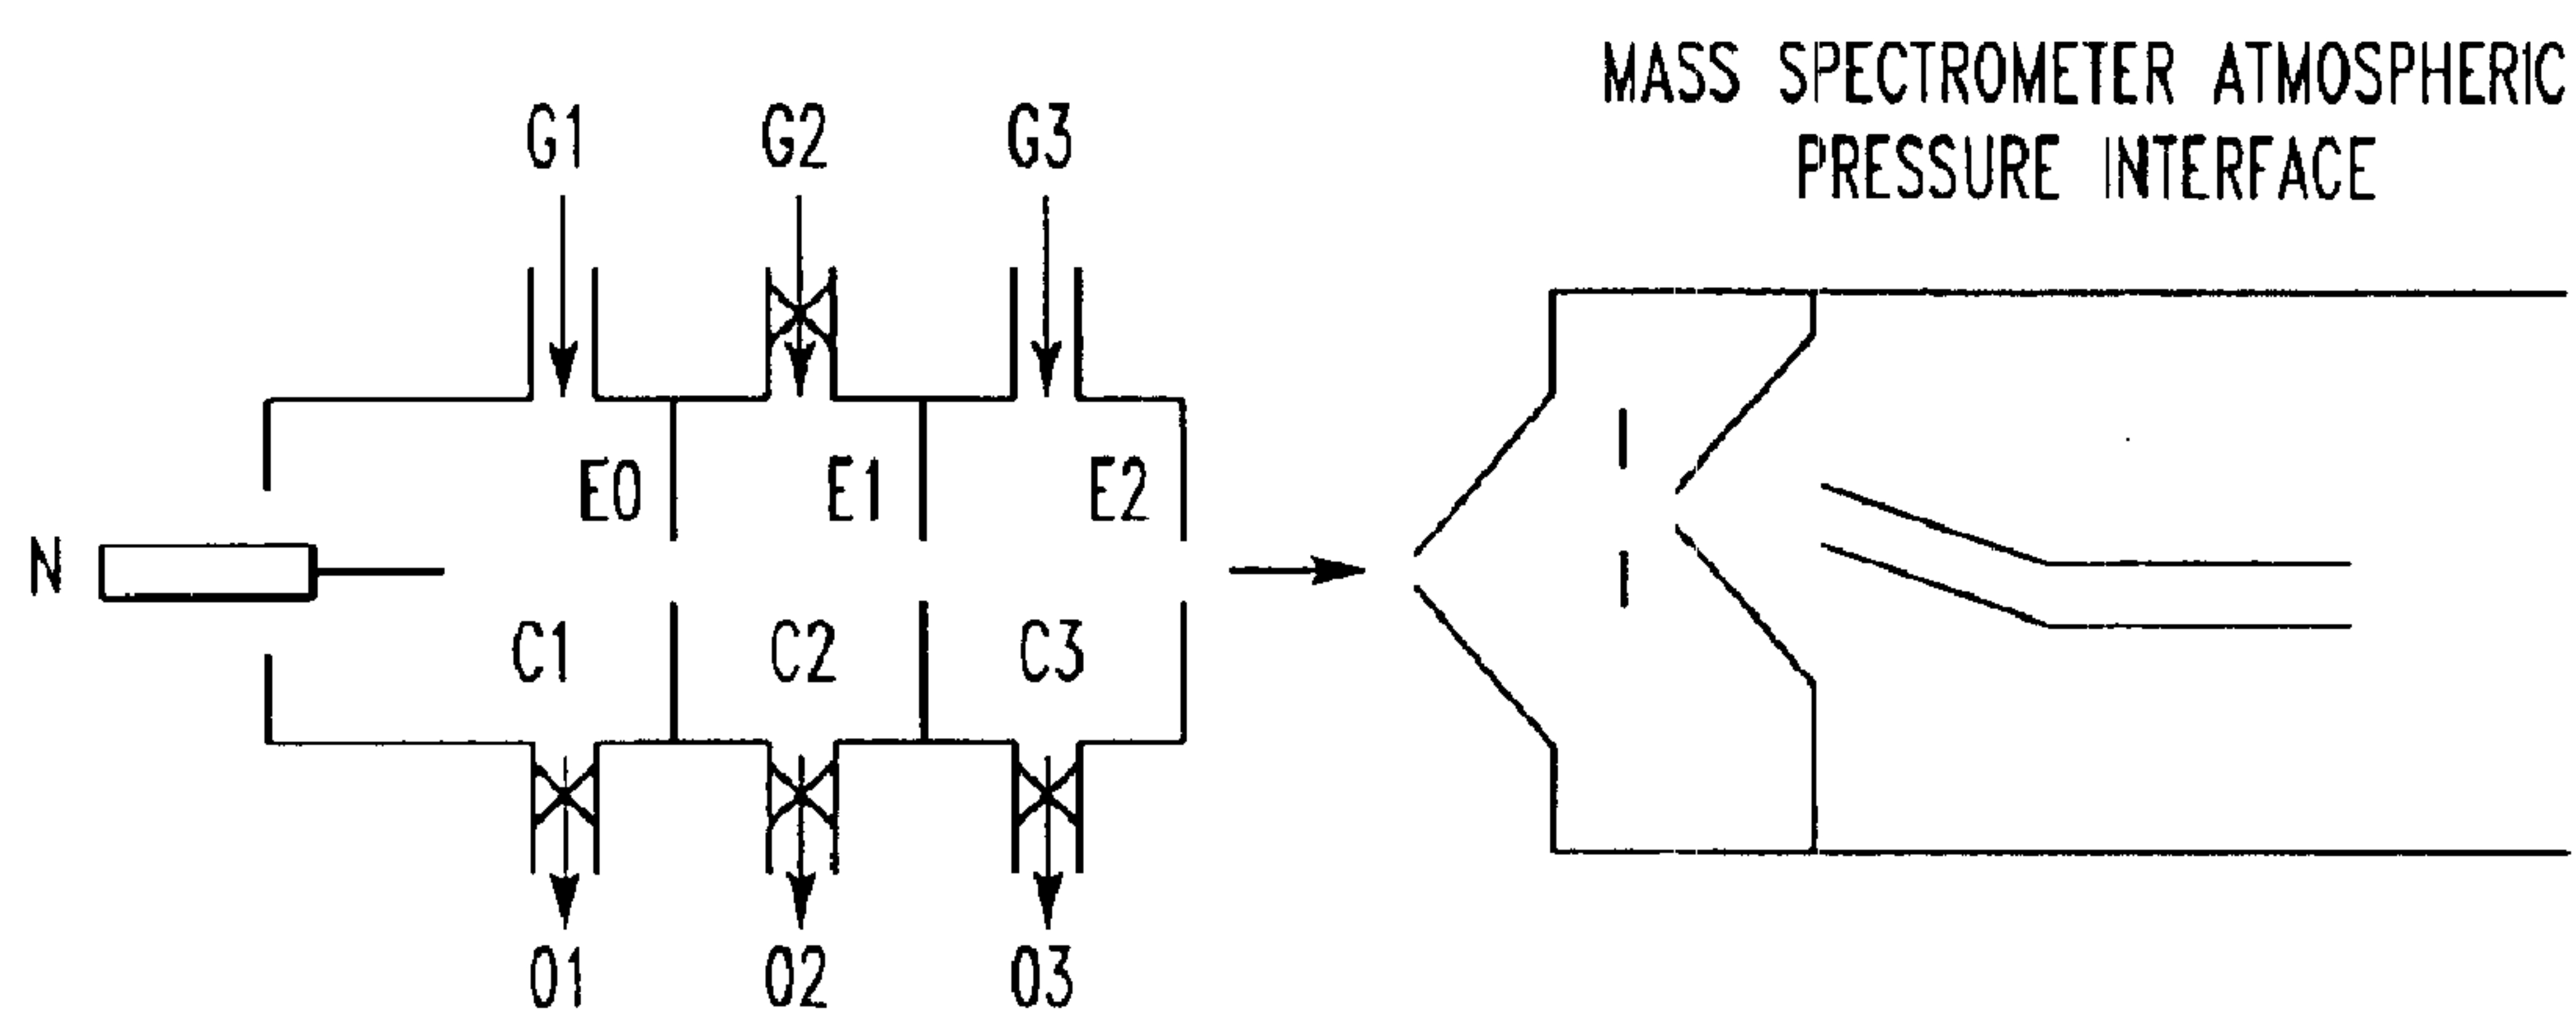 MASS SPECTROMETER ATMOSPHERIC
PRESSURE INTERFACE
G1 G2 G3
E0 E1 E2
N
C1 C2 C3
O1 O2 O3